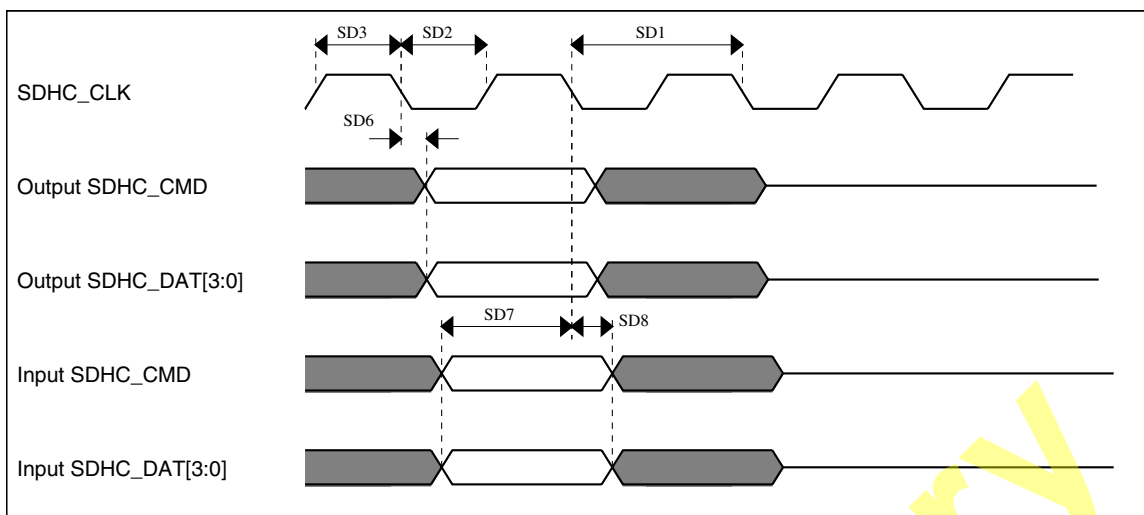 SD3 SD2 SD1
SDHC_CLK
SD6
Output SDHC_CMD
Output SDHC_DAT[3:0]
SD7 SD8
Input SDHC_CMD
Input SDHC_DAT[3:0]
ry